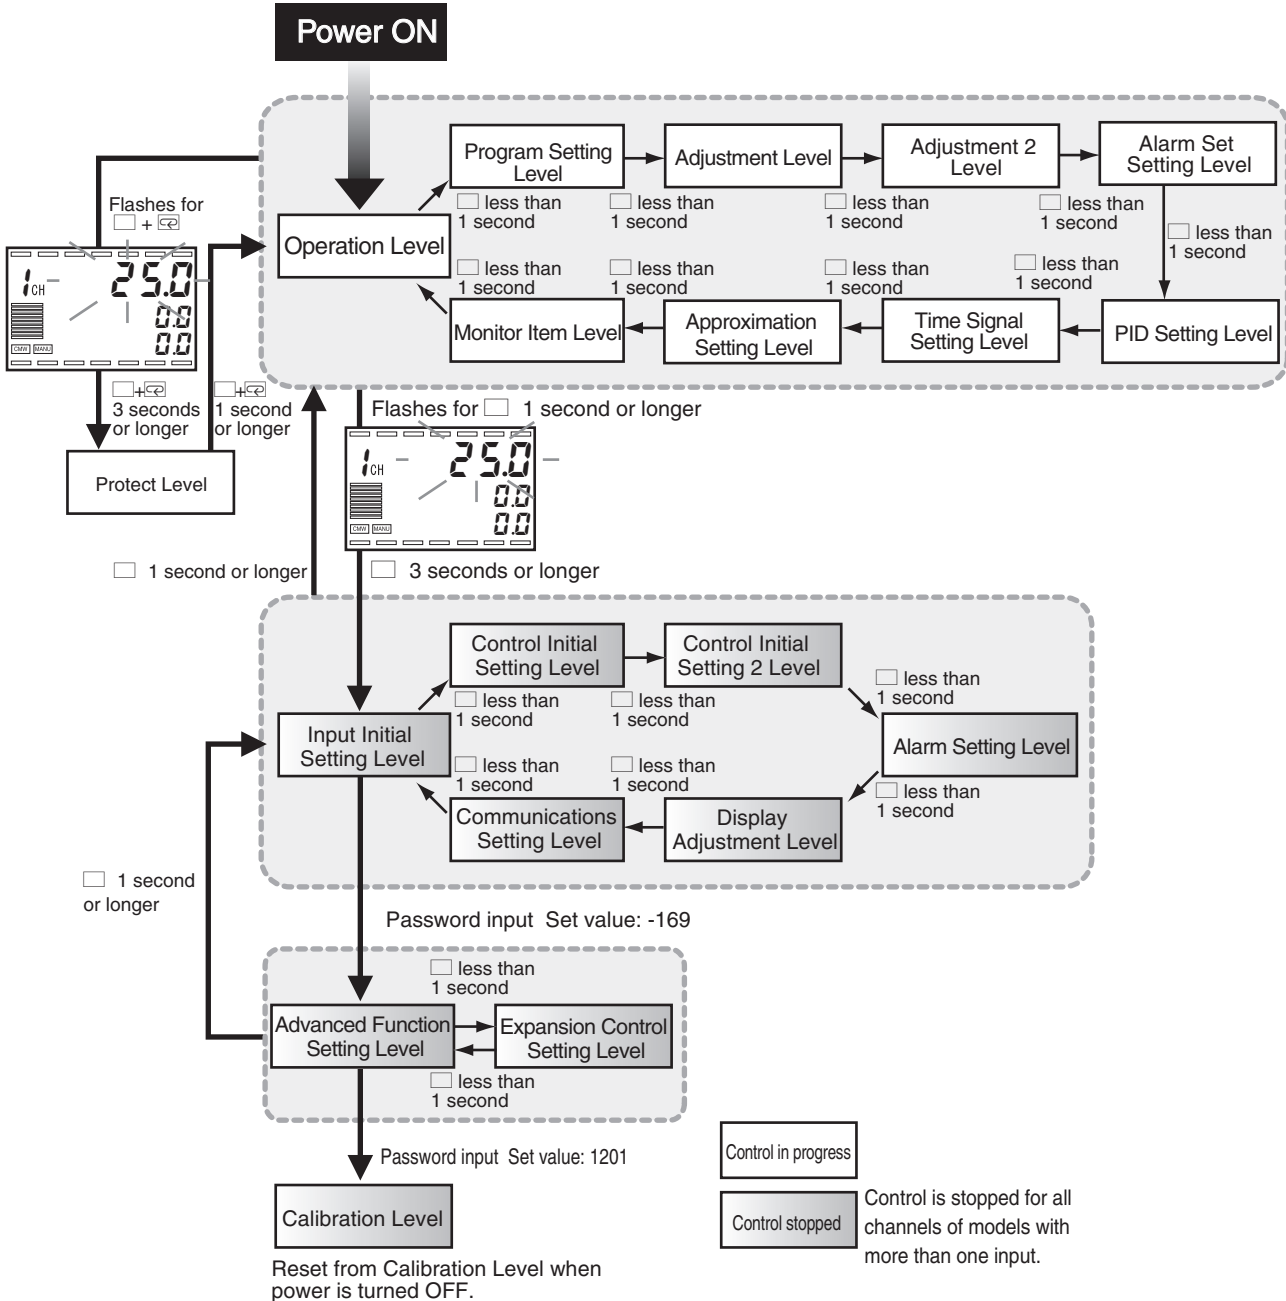 Power ON
Program Setting
Level
Adjustment Level
Adjustment 2
Level
Alarm Set
Setting Level
less than
1 second
less than
1 second
less than
1 second
less than
1 second
less than
1 second
Operation Level
less than
1 second
less than
1 second
less than
1 second
less than
1 second
Monitor Item Level
Approximation
Setting Level
Time Signal
Setting Level
PID Setting Level
Flashes for
+
1 CH
25.0
0.0
0.0
CMW MANU
+
3 seconds
or longer
+
1 second
or longer
Protect Level
Flashes for 1 second or longer
1 CH
25.0
0.0
0.0
CMW MANU
1 second or longer
3 seconds or longer
Control Initial
Setting Level
Control Initial
Setting 2 Level
less than
1 second
less than
1 second
less than
1 second
Input Initial
Setting Level
Alarm Setting Level
less than
1 second
less than
1 second
less than
1 second
Communications
Setting Level
Display
Adjustment Level
1 second
or longer
Password input Set value: -169
less than
1 second
Advanced Function
Setting Level
Expansion Control
Setting Level
less than
1 second
Password input Set value: 1201
Calibration Level
Reset from Calibration Level when
power is turned OFF.
Control in progress
Control stopped
Control is stopped for all
channels of models with
more than one input.